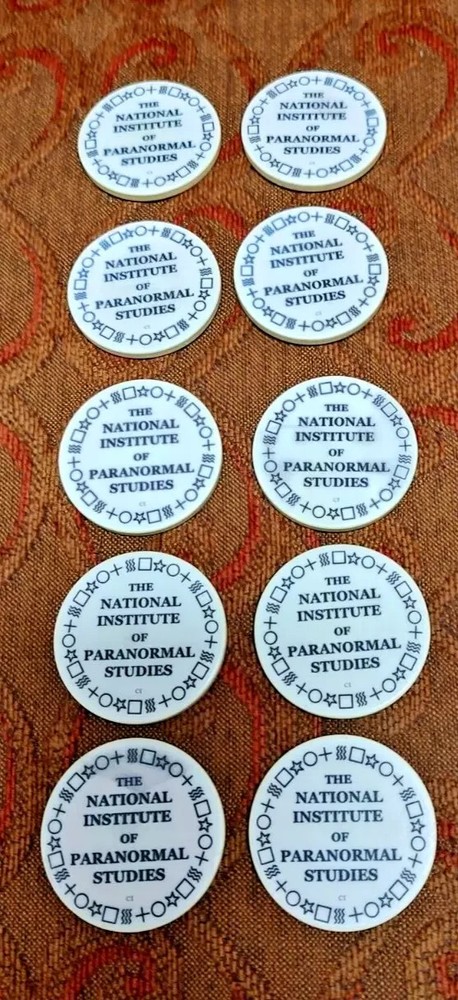 THE
NATIONAL
INSTITUTE
OF
PARANORMAL
STUDIES
THE
NATIONAL
INSTITUTE
OF
PARANORMAL
STUDIES
THE
NATIONAL
INSTITUTE
OF
PARANORMAL
STUDIES
THE
NATIONAL
INSTITUTE
OF
PARANORMAL
STUDIES
THE
NATIONAL
INSTITUTE
OF
PARANORMAL
STUDIES
THE
NATIONAL
INSTITUTE
OF
PARANORMAL
STUDIES
THE
NATIONAL
INSTITUTE
OF
PARANORMAL
STUDIES
THE
NATIONAL
INSTITUTE
OF
PARANORMAL
STUDIES
THE
NATIONAL
INSTITUTE
OF
PARANORMAL
STUDIES
THE
NATIONAL
INSTITUTE
OF
PARANORMAL
STUDIES